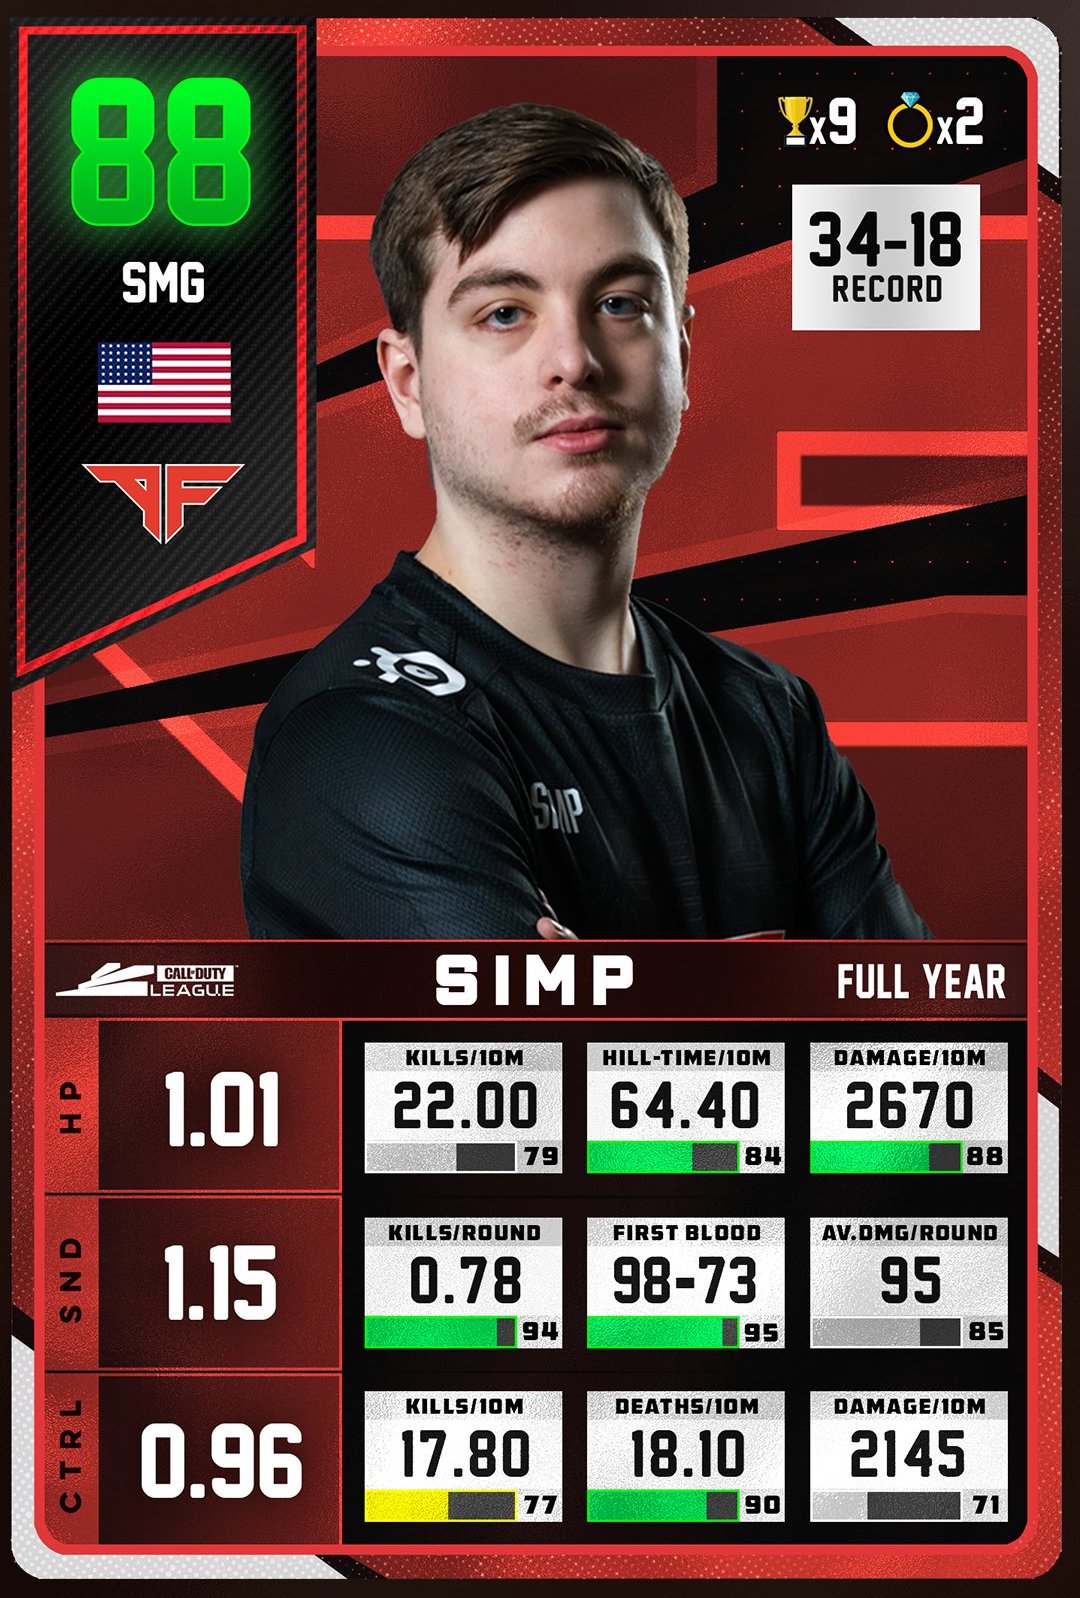 88
SMG
x9 x2
34-18
RECORD
SIMP
CALL OF DUTY
LEAGUE
SIMP
FULL YEAR
HP
1.01
KILLS/10M
22.00
79
HILL-TIME/10M
64.40
84
DAMAGE/10M
2670
88
SND
1.15
KILLS/ROUND
0.78
94
FIRST BLOOD
98-73
95
AV.DMG/ROUND
95
85
CTRL
0.96
KILLS/10M
17.80
77
DEATHS/10M
18.10
90
DAMAGE/10M
2145
71